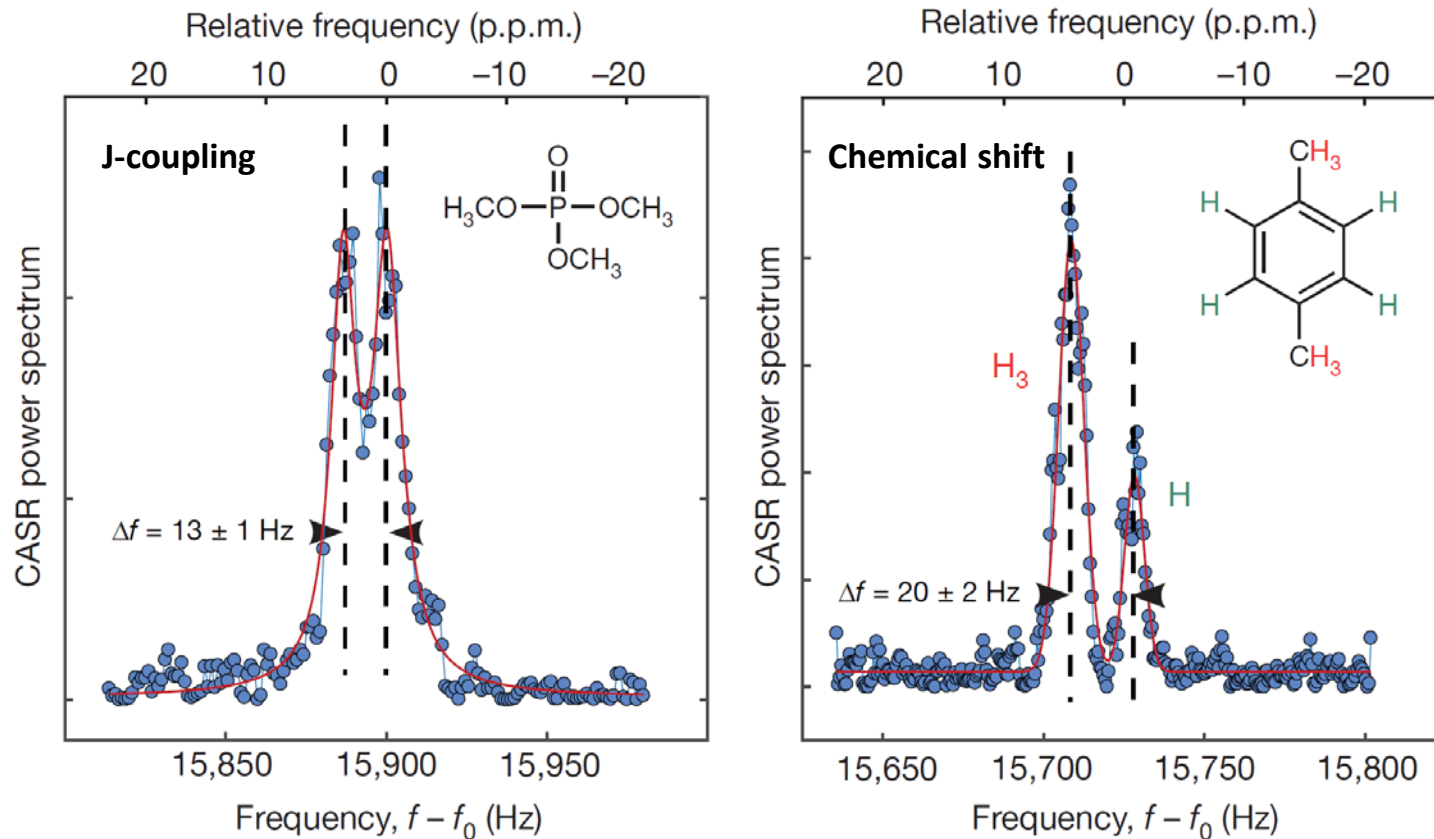 Relative frequency (p.p.m.)
20 10 0 –10 –20
J-coupling
O
H₃CO P OCH₃
OCH₃
Δf = 13 ± 1 Hz
CASR power spectrum
15,850 15,900 15,950
Frequency, f – f₀ (Hz)
Relative frequency (p.p.m.)
20 10 0 –10 –20
Chemical shift
CH₃
H H
H H
CH₃
H₃
H
Δf = 20 ± 2 Hz
CASR power spectrum
15,650 15,700 15,750 15,800
Frequency, f – f₀ (Hz)